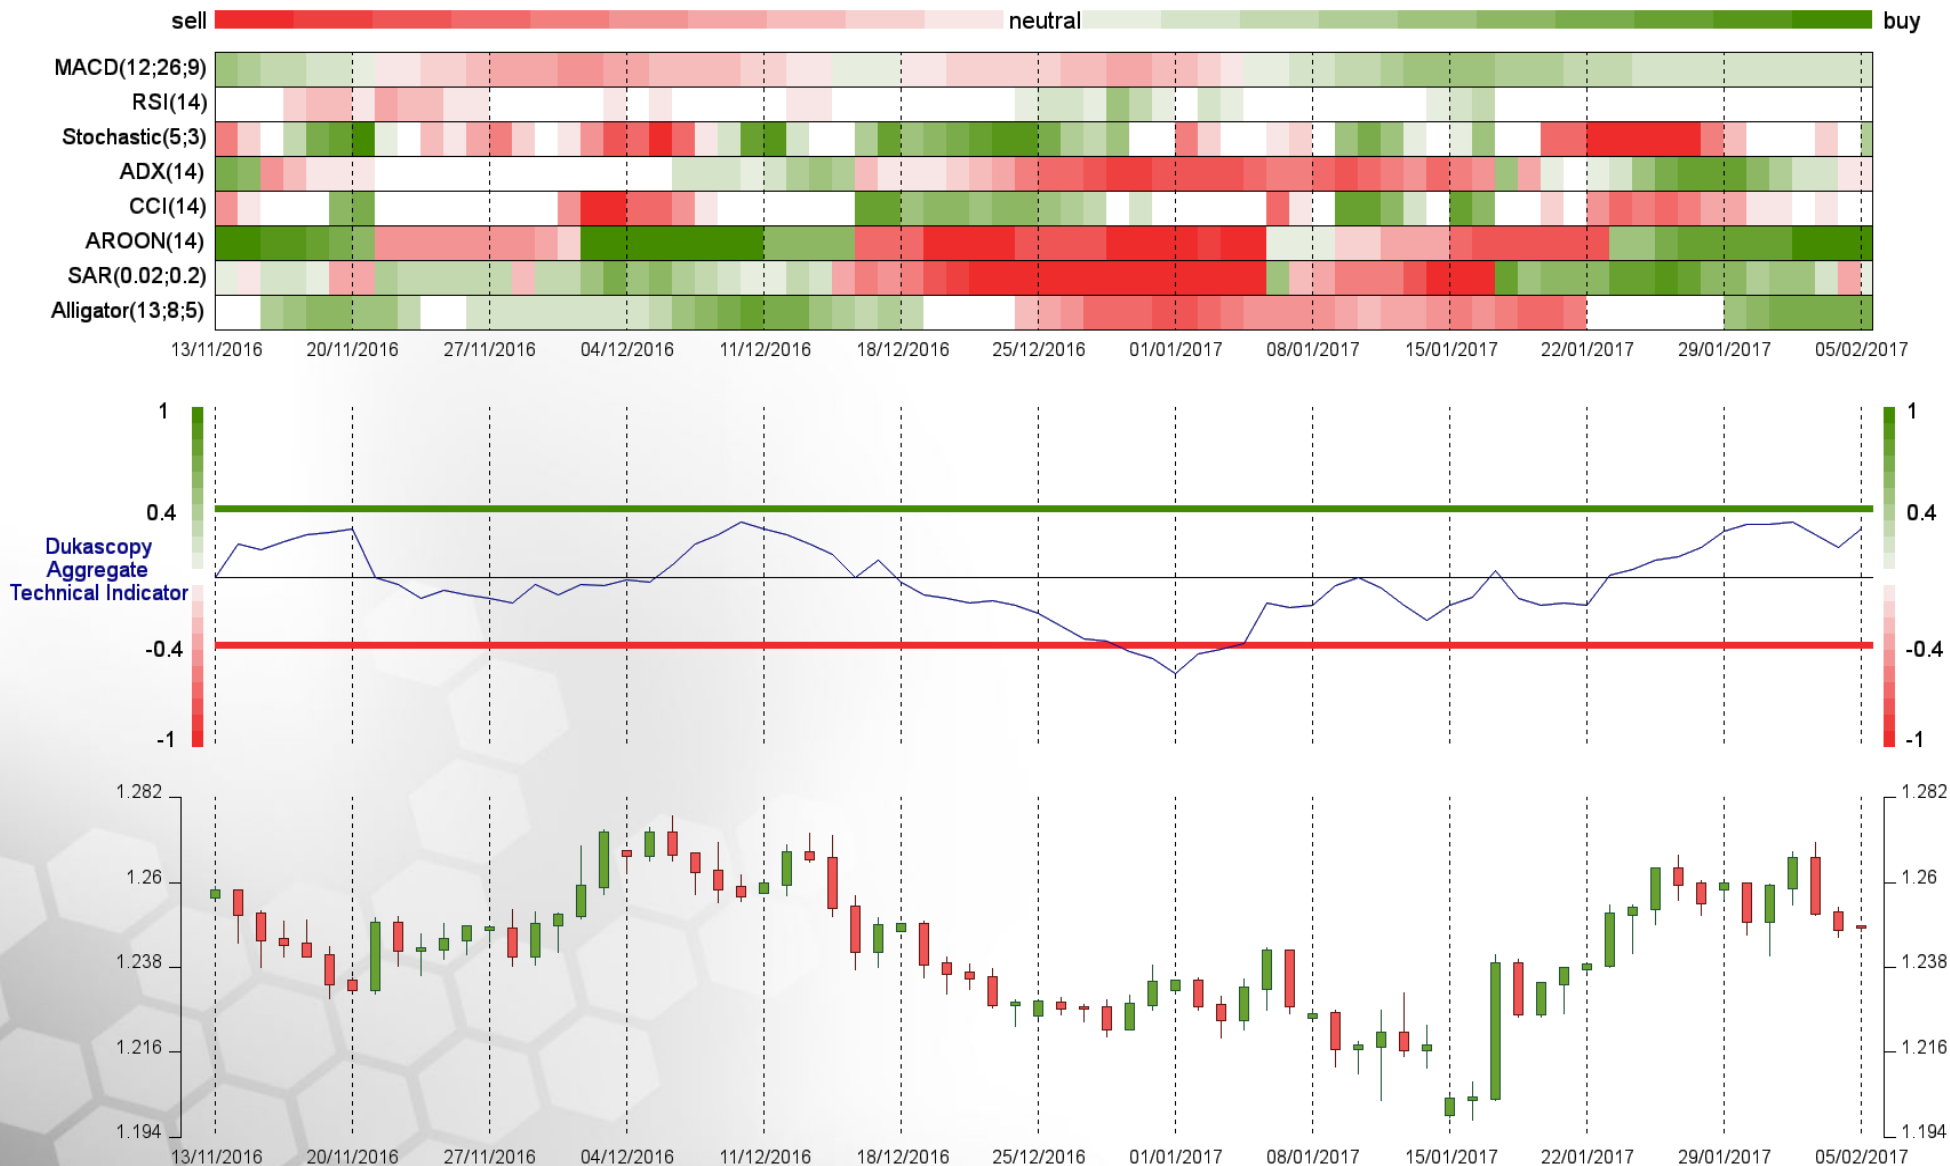 sell neutral buy
MACD(12;26;9)
RSI(14)
Stochastic(5;3)
ADX(14)
CCI(14)
AROON(14)
SAR(0.02;0.2)
Alligator(13;8;5)
13/11/2016 20/11/2016 27/11/2016 04/12/2016 11/12/2016 18/12/2016 25/12/2016 01/01/2017 08/01/2017 15/01/2017 22/01/2017 29/01/2017 05/02/2017
1 1
0.4 0.4
Dukascopy
Aggregate
Technical Indicator
-0.4 -0.4
-1 -1
1.282 1.282
1.26 1.26
1.238 1.238
1.216 1.216
1.194 1.194
13/11/2016 20/11/2016 27/11/2016 04/12/2016 11/12/2016 18/12/2016 25/12/2016 01/01/2017 08/01/2017 15/01/2017 22/01/2017 29/01/2017 05/02/2017